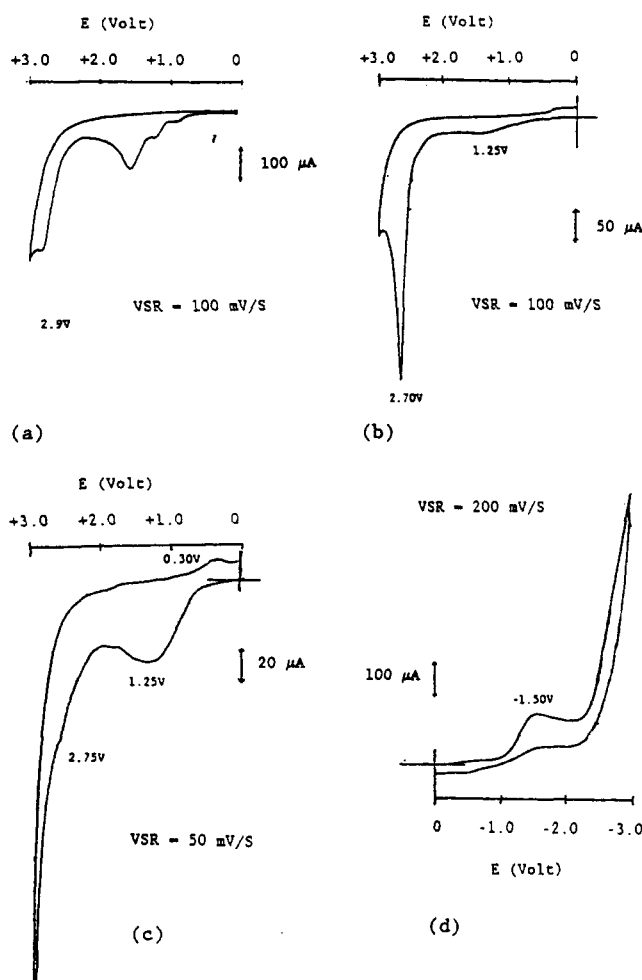 E (Volt)
+3.0 +2.0 +1.0 0
100 µA
VSR = 100 mV/S
2.9V
(a)
E (Volt)
+3.0 +2.0 +1.0 0
1.25V
50 µA
VSR = 100 mV/S
2.70V
(b)
E (Volt)
+3.0 +2.0 +1.0 0
0.30V
20 µA
1.25V
2.75V
VSR = 50 mV/S
(c)
VSR = 200 mV/S
100 µA
-1.50V
0 -1.0 -2.0 -3.0
E (Volt)
(d)